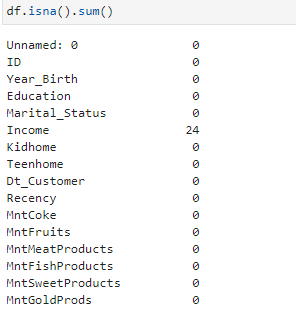 df.isna().sum()
Unnamed: 0 0
ID 0
Year_Birth 0
Education 0
Marital_Status 0
Income 24
Kidhome 0
Teenhome 0
Dt_Customer 0
Recency 0
MntCoke 0
MntFruits 0
MntMeatProducts 0
MntFishProducts 0
MntSweetProducts 0
MntGoldProds 0